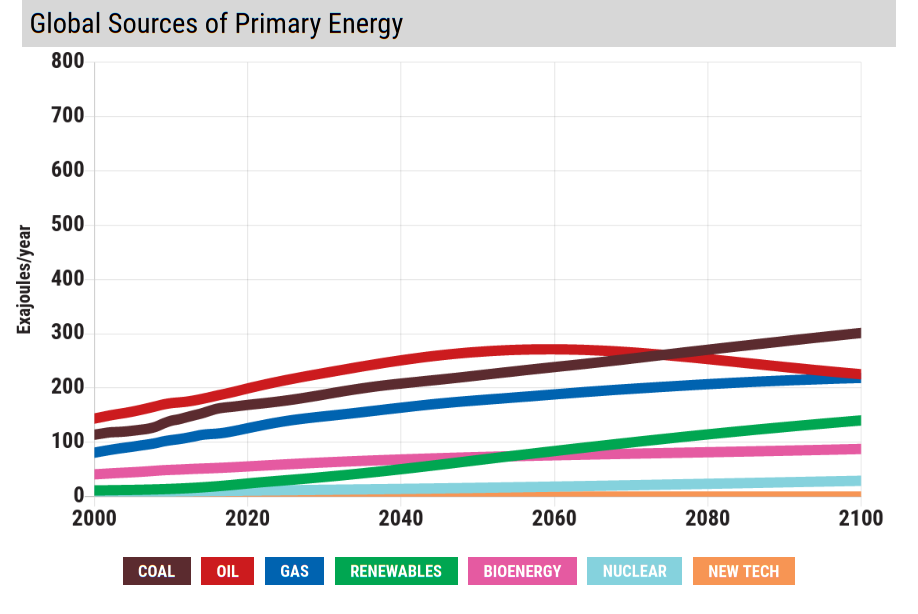 Global Sources of Primary Energy
800
700
600
500
400
300
200
100
0
Exajoules/year
2000 2020 2040 2060 2080 2100
COAL OIL GAS RENEWABLES BIOENERGY NUCLEAR NEW TECH